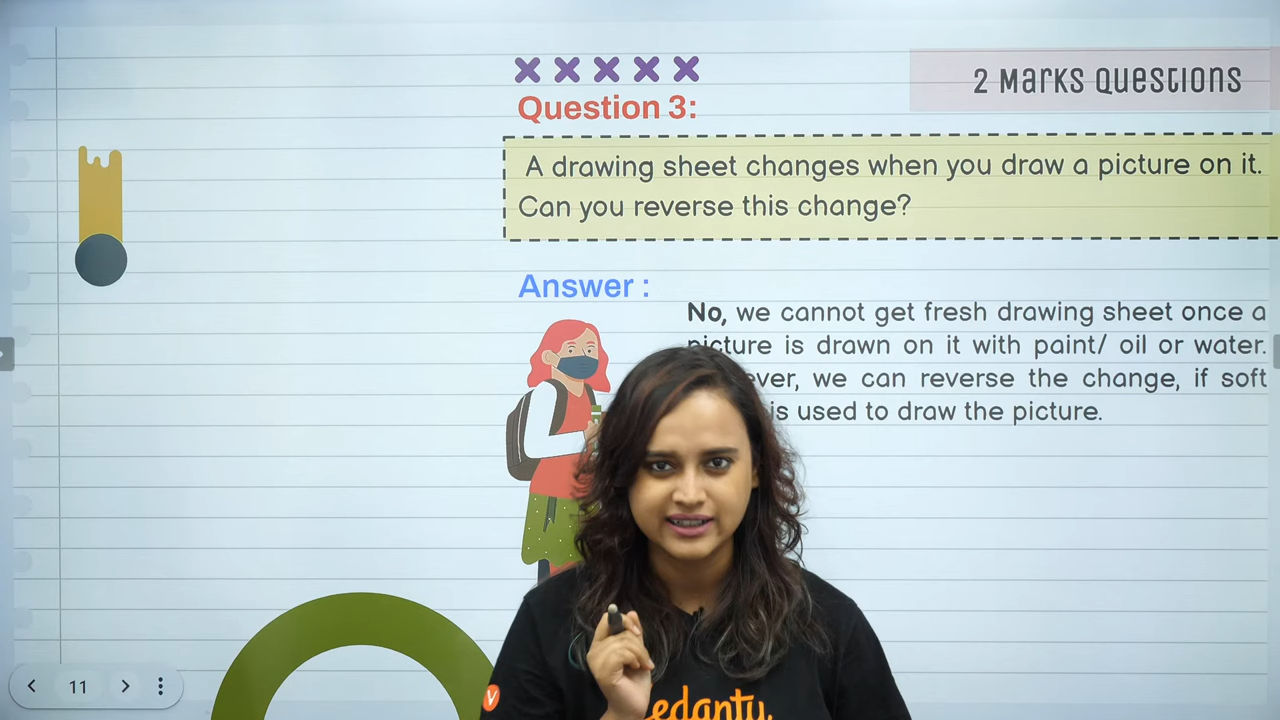 2 Marks Questions
Question 3:
A drawing sheet changes when you draw a picture on it.
Can you reverse this change?
Answer :
No, we cannot get fresh drawing sheet once a
picture is drawn on it with paint/ oil or water.
we can reverse the change, if soft
is used to draw the picture.
11
V
edantu